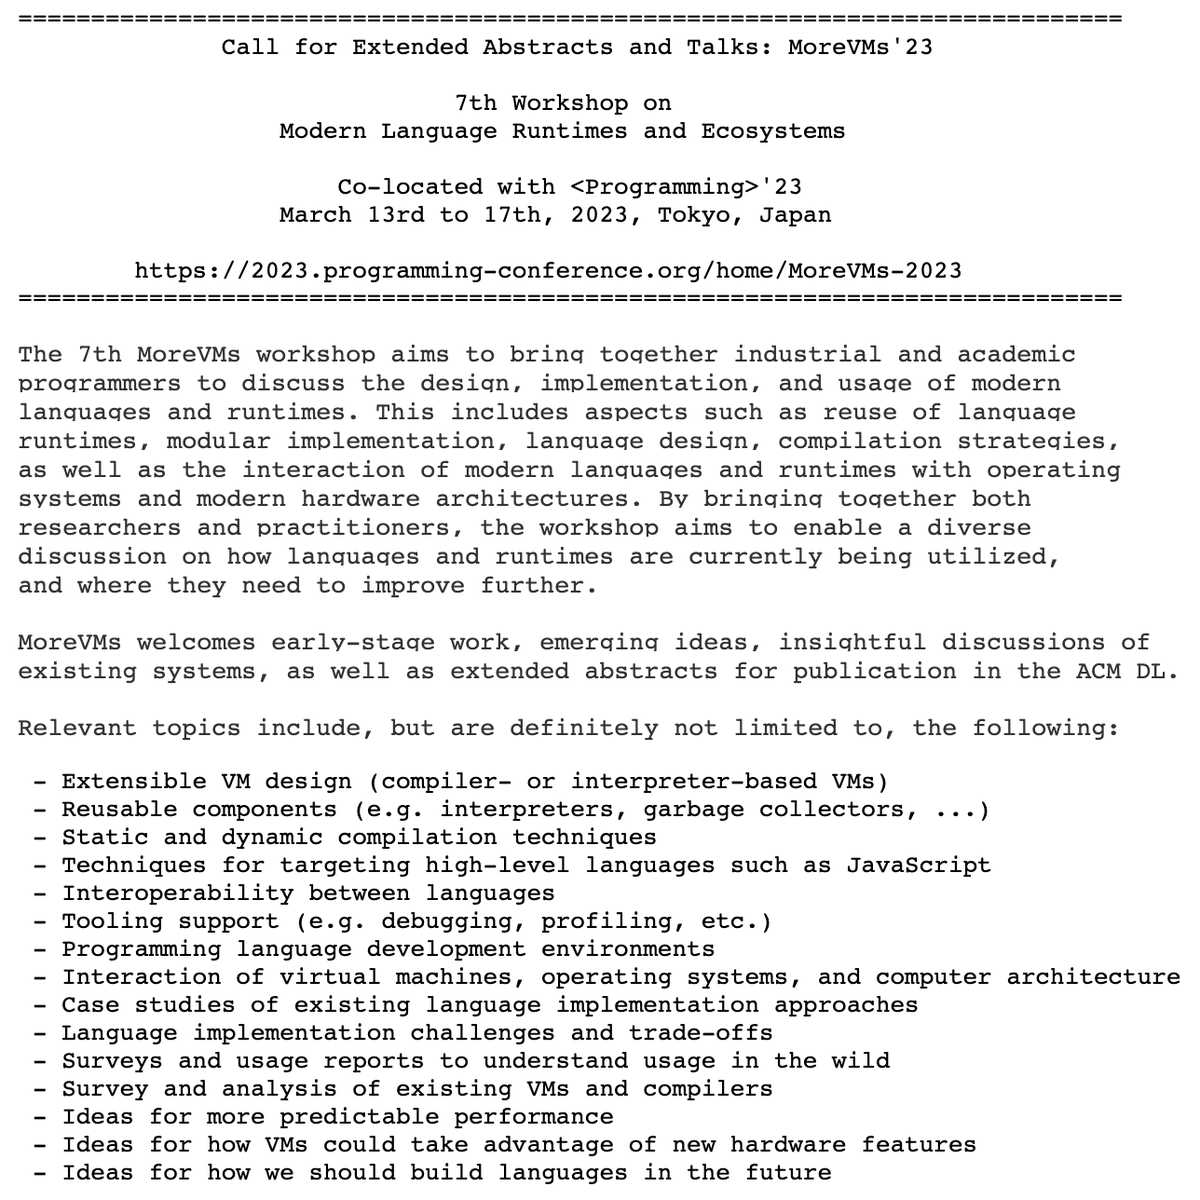 ============================================================================
Call for Extended Abstracts and Talks: MoreVMs'23
7th Workshop on
Modern Language Runtimes and Ecosystems
Co-located with <Programming>'23
March 13rd to 17th, 2023, Tokyo, Japan
https://2023.programming-conference.org/home/MoreVMs-2023
============================================================================
The 7th MoreVMs workshop aims to bring together industrial and academic
programmers to discuss the design, implementation, and usage of modern
languages and runtimes. This includes aspects such as reuse of language
runtimes, modular implementation, language design, compilation strategies,
as well as the interaction of modern languages and runtimes with operating
systems and modern hardware architectures. By bringing together both
researchers and practitioners, the workshop aims to enable a diverse
discussion on how languages and runtimes are currently being utilized,
and where they need to improve further.
MoreVMs welcomes early-stage work, emerging ideas, insightful discussions of
existing systems, as well as extended abstracts for publication in the ACM DL.
Relevant topics include, but are definitely not limited to, the following:
- Extensible VM design (compiler- or interpreter-based VMs)
- Reusable components (e.g. interpreters, garbage collectors, ...)
- Static and dynamic compilation techniques
- Techniques for targeting high-level languages such as JavaScript
- Interoperability between languages
- Tooling support (e.g. debugging, profiling, etc.)
- Programming language development environments
- Interaction of virtual machines, operating systems, and computer architecture
- Case studies of existing language implementation approaches
- Language implementation challenges and trade-offs
- Surveys and usage reports to understand usage in the wild
- Survey and analysis of existing VMs and compilers
- Ideas for more predictable performance
- Ideas for how VMs could take advantage of new hardware features
- Ideas for how we should build languages in the future